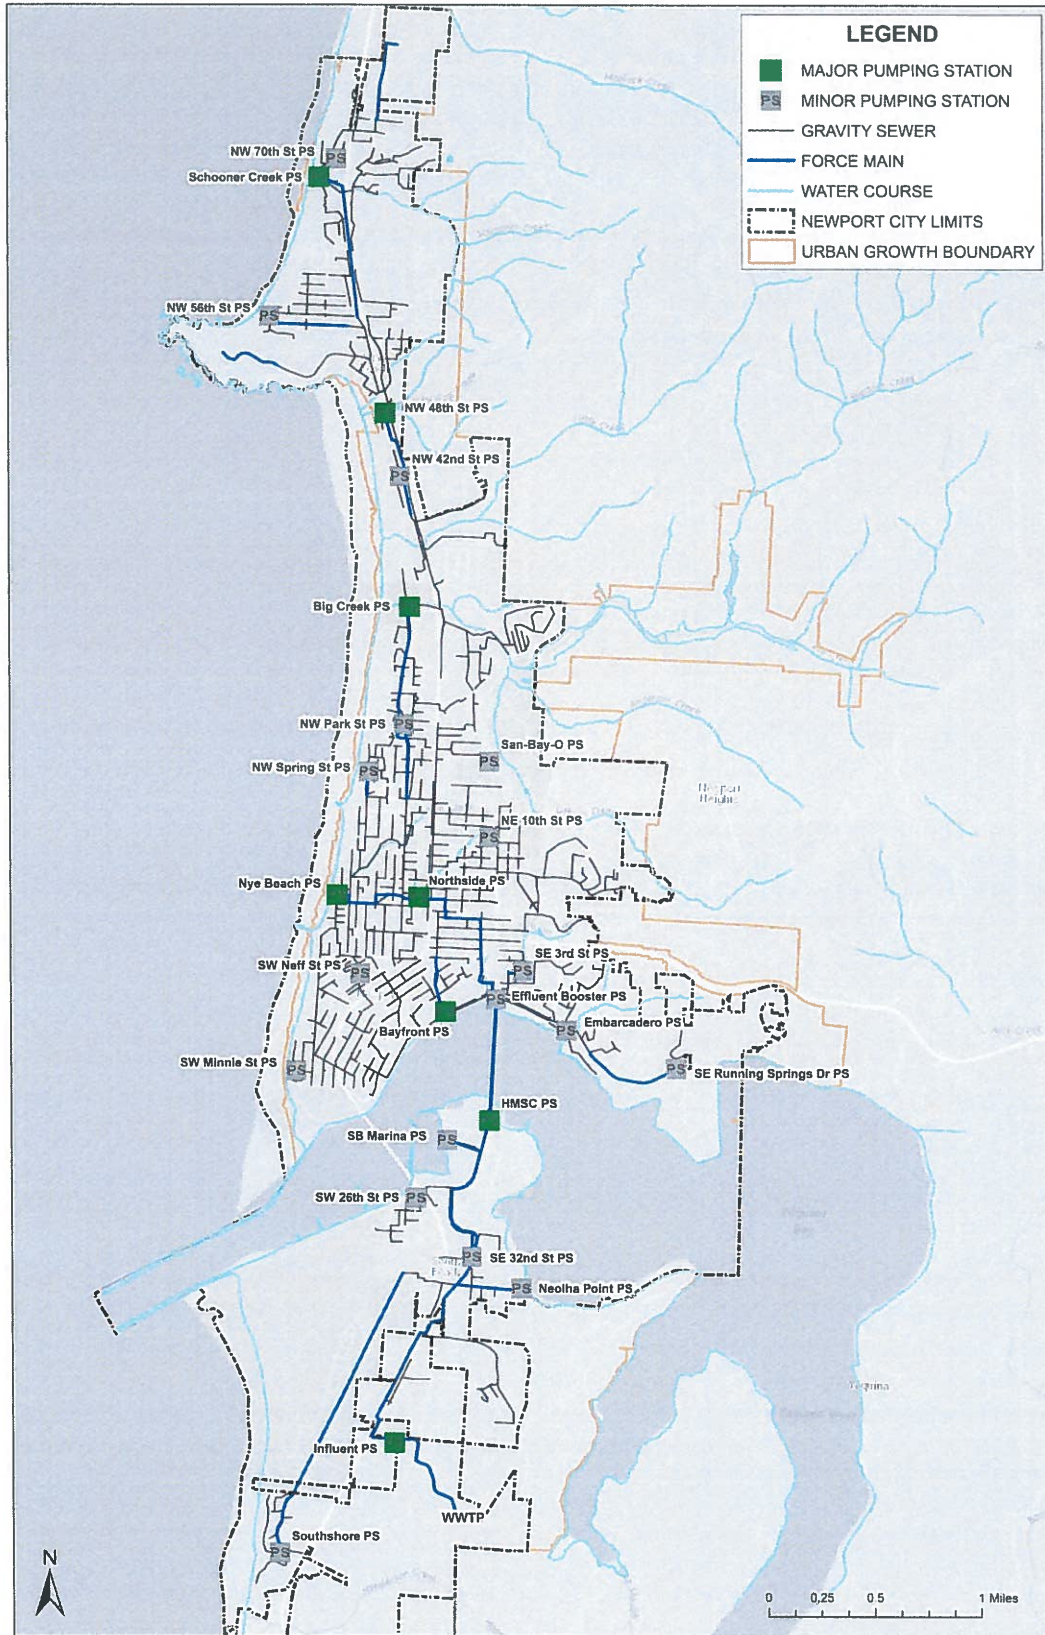 LEGEND
MAJOR PUMPING STATION
PS MINOR PUMPING STATION
GRAVITY SEWER
FORCE MAIN
WATER COURSE
NEWPORT CITY LIMITS
URBAN GROWTH BOUNDARY
NW 70th St PS
PS
Schooner Creek PS
NW 56th St PS
PS
NW 48th St PS
NW 42nd St PS
PS
Big Creek PS
NW Park St PS
PS
San-Bay-O PS
PS
NW Spring St PS
PS
Newport
Heights
NE 10th St PS
PS
Nye Beach PS
Northside PS
SE 3rd St PS
PS
SW Neff St PS
PS
Effluent Booster PS
PS
Bayfront PS
Embarcadero PS
PS
SW Minnie St PS
PS
SE Running Springs Dr PS
PS
HMSC PS
SB Marina PS
PS
SW 26th St PS
PS
SE 32nd St PS
PS
Neolha Point PS
PS
Yaquina
Influent PS
WWTP
Southshore PS
PS
N
0 0,25 0 5 1 Miles